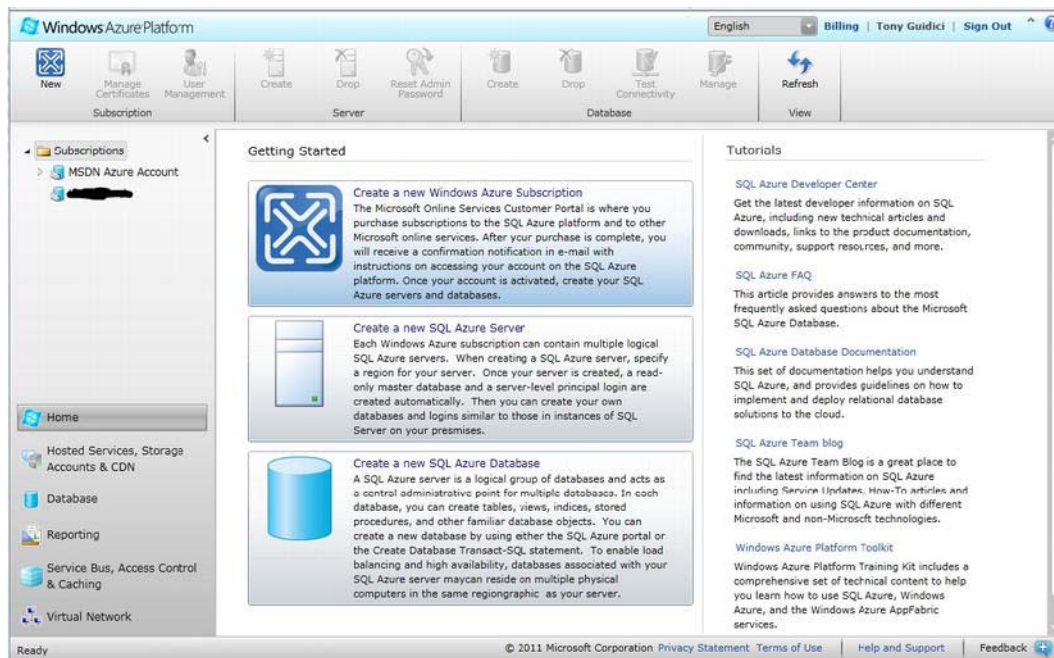 Windows Azure Platform
English
Billing | Tony Guidici | Sign Out
New
Manage Certificates
User Management
Subscription
Create
Drop
Reset Admin Password
Server
Create
Drop
Test Connectivity
Manage
Database
Refresh
View
Subscriptions
MSDN Azure Account
Home
Hosted Services, Storage
Accounts & CDN
Database
Reporting
Service Bus, Access Control
& Caching
Virtual Network
Getting Started
Create a new Windows Azure Subscription
The Microsoft Online Services Customer Portal is where you
purchase subscriptions to the SQL Azure platform and to other
Microsoft online services. After your purchase is complete, you
will receive a confirmation notification in e-mail with
instructions on accessing your account on the SQL Azure
platform. Once your account is activated, create your SQL
Azure servers and databases.
Create a new SQL Azure Server
Each Windows Azure subscription can contain multiple logical
SQL Azure servers. When creating a SQL Azure server, specify
a region for your server. Once your server is created, a read-
only master database and a server-level principal login are
created automatically. Then you can create your own
databases and logins similar to those in instances of SQL
Server on your presmises.
Create a new SQL Azure Database
A SQL Azure server is a logical group of databases and acts as
a central administrative point for multiple databases. In each
database, you can create tables, views, indices, stored
procedures, and other familiar database objects. You can
create a new database by using either the SQL Azure portal or
the Create Database Transact-SQL statement. To enable load
balancing and high availability, databases associated with your
SQL Azure server maycan reside on multiple physical
computers in the same regiongraphic as your server.
Tutorials
SQL Azure Developer Center
Get the latest developer information on SQL
Azure, including new technical articles and
downloads, links to the product documentation,
community, support resources, and more.
SQL Azure FAQ
This article provides answers to the most
frequently asked questions about the Microsoft
SQL Azure Database.
SQL Azure Database Documentation
This set of documentation helps you understand
SQL Azure, and provides guidelines on how to
implement and deploy relational database
solutions to the cloud.
SQL Azure Team blog
The SQL Azure Team Blog is a great place to
find the latest information on SQL Azure
including Service Updates, How-To articles and
information on using SQL Azure with different
Microsoft and non-Microsoft technologies.
Windows Azure Platform Toolkit
Windows Azure Platform Training Kit includes a
comprehensive set of technical content to help
you learn how to use SQL Azure, Windows
Azure, and the Windows Azure AppFabric
services.
Ready
© 2011 Microsoft Corporation Privacy Statement Terms of Use | Help and Support | Feedback